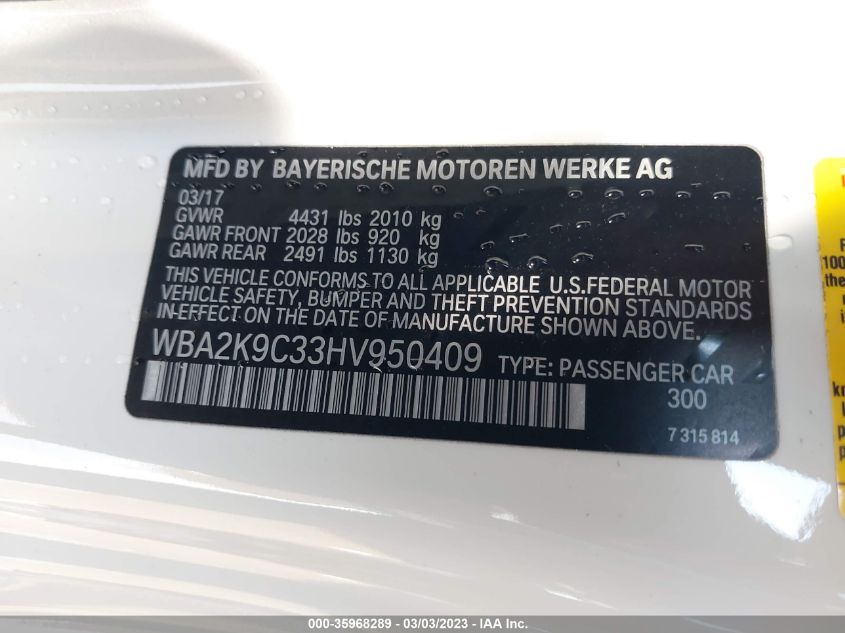 MFD BY BAYERISCHE MOTOREN WERKE AG
03/17
GVWR 4431 lbs 2010 kg
GAWR FRONT 2028 lbs 920 kg
GAWR REAR 2491 lbs 1130 kg
THIS VEHICLE CONFORMS TO ALL APPLICABLE U.S.FEDERAL MOTOR
VEHICLE SAFETY, BUMPER AND THEFT PREVENTION STANDARDS
IN-EFFECT ON THE DATE OF MANUFACTURE SHOWN ABOVE.
WBA2K9C33HV950409 TYPE: PASSENGER CAR
300
7 315 814
100
the
kn
000-35968289 - 03/03/2023 - IAA Inc.